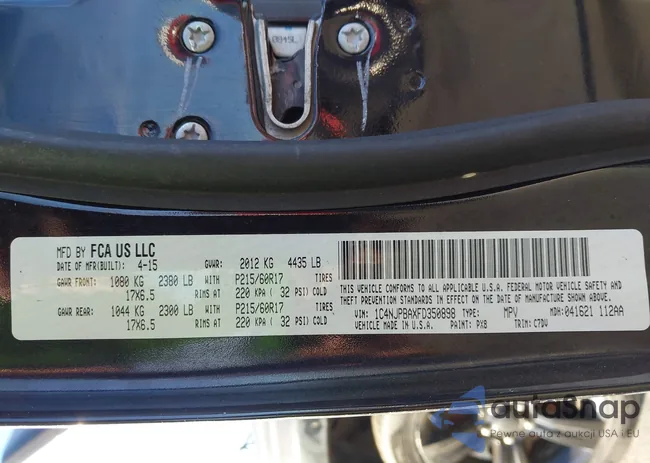 0945L
MFD BY FCA US LLC
DATE OF MFR(BUILT): 4-15 GVWR: 2012 KG 4435 LB
GAWR FRONT: 1080 KG 2380 LB WITH P215/60R17 TIRES
17X6.5 RIMS AT 220 KPA ( 32 PSI) COLD
GAWR REAR: 1044 KG 2300 LB WITH P215/60R17 TIRES
17X6.5 RIMS AT 220 KPA ( 32 PSI) COLD
THIS VEHICLE CONFORMS TO ALL APPLICABLE U.S.A. FEDERAL MOTOR VEHICLE SAFETY AND
THEFT PREVENTION STANDARDS IN EFFECT ON THE DATE OF MANUFACTURE SHOWN ABOVE.
VIN: 1C4NJPBAXFD350898 TYPE: MPV MDH: 041621 112AA
VEHICLE MADE IN U.S.A. PAINT: PX8 TRIM: C7DV
autoSnap
Pewne auta z aukcji USA i EU